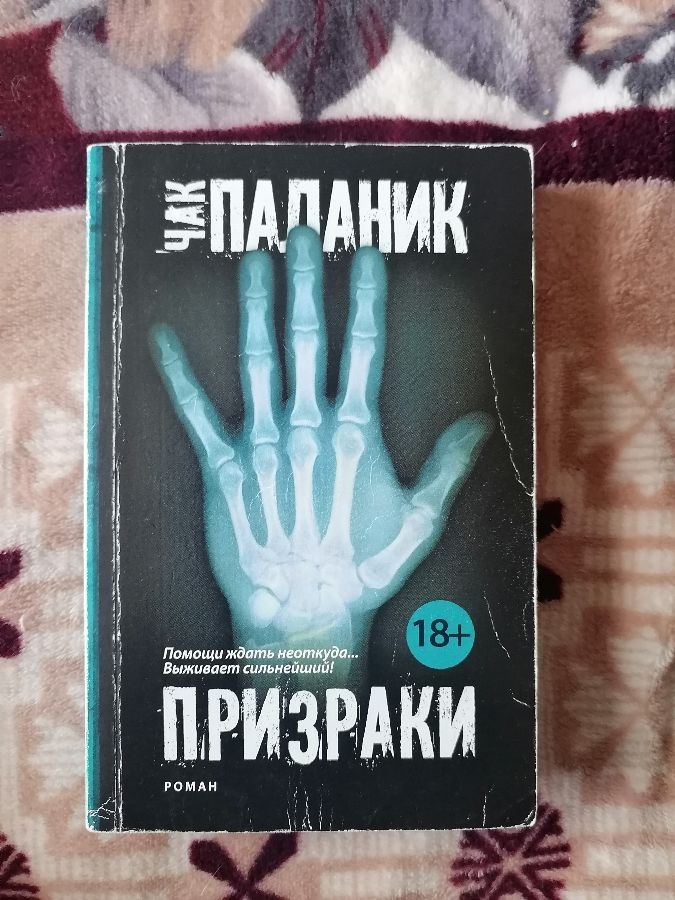 ЧАК
ПАЛАНИК
18+
Помощи ждать неоткуда...
Выживает сильнейший!
ПРИЗРАКИ
РОМАН